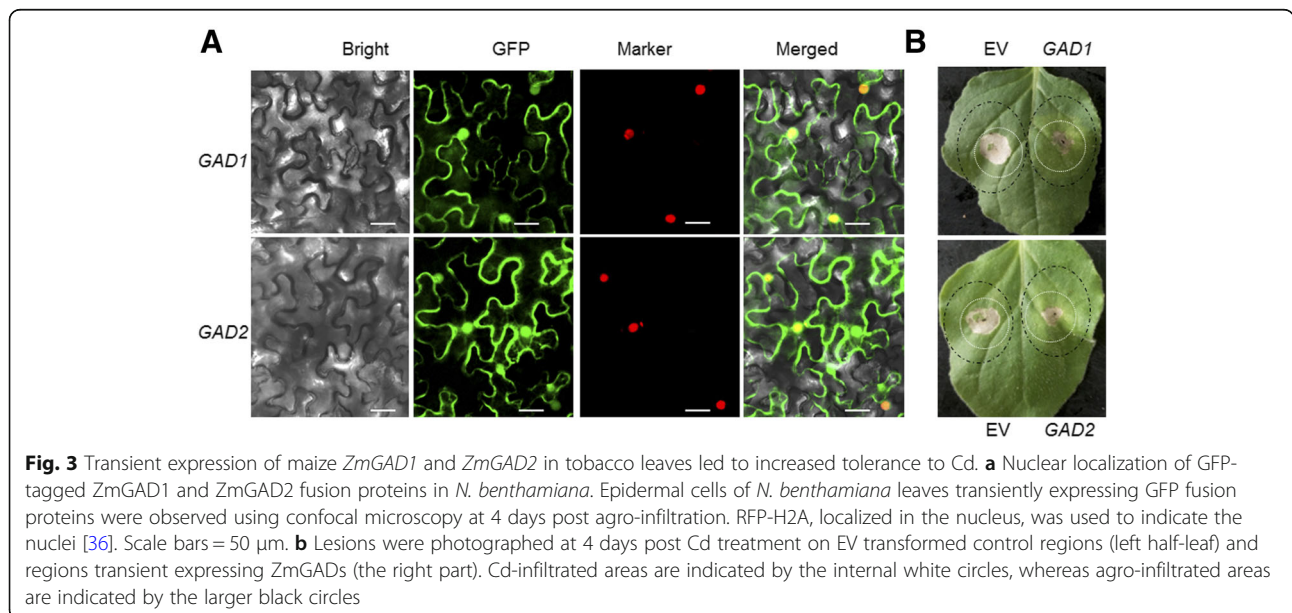 A B
Bright GFP Marker Merged EV GAD1
GAD1
GAD2
EV GAD2
Fig. 3 Transient expression of maize ZmGAD1 and ZmGAD2 in tobacco leaves led to increased tolerance to Cd. a Nuclear localization of GFP-
tagged ZmGAD1 and ZmGAD2 fusion proteins in N. benthamiana. Epidermal cells of N. benthamiana leaves transiently expressing GFP fusion
proteins were observed using confocal microscopy at 4 days post agro-infiltration. RFP-H2A, localized in the nucleus, was used to indicate the
nuclei [36]. Scale bars = 50 μm. b Lesions were photographed at 4 days post Cd treatment on EV transformed control regions (left half-leaf) and
regions transient expressing ZmGADs (the right part). Cd-infiltrated areas are indicated by the internal white circles, whereas agro-infiltrated areas
are indicated by the larger black circles